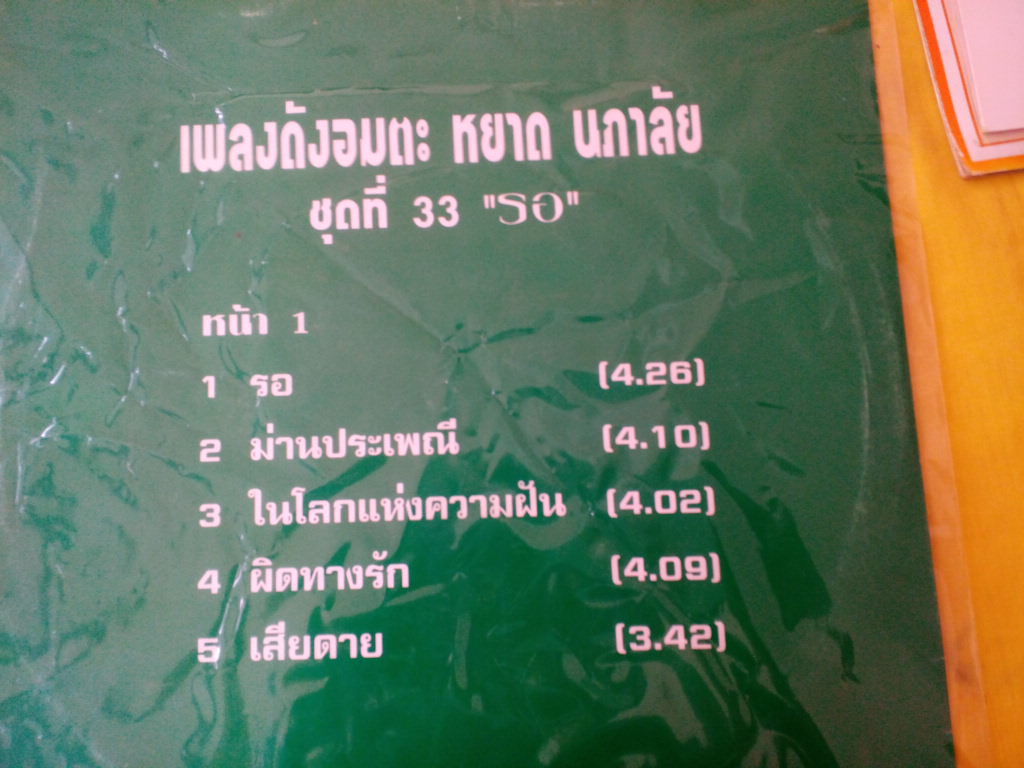 เพลงดังอมตะ หยาด นภาลัย
ชุดที่ 33 "รอ"
หน้า 1
1 รอ (4.26)
2 ม่านประเพณี (4.10)
3 ในโลกแห่งความฝัน (4.02)
4 ผิดทางรัก (4.09)
5 เสียดาย (3.42)